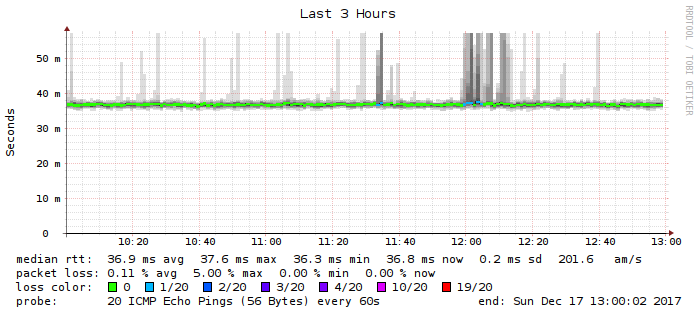 Last 3 Hours
RRDTOOL / TOBI OETIKER
Seconds
50 m
40 m
30 m
20 m
10 m
0
10:20 10:40 11:00 11:20 11:40 12:00 12:20 12:40 13:00
median rtt: 36.9 ms avg 37.6 ms max 36.3 ms min 36.8 ms now 0.2 ms sd 201.6 am/s
packet loss: 0.11 % avg 5.00 % max 0.00 % min 0.00 % now
loss color: 0 1/20 2/20 3/20 4/20 10/20 19/20
probe: 20 ICMP Echo Pings (56 Bytes) every 60s end: Sun Dec 17 13:00:02 2017